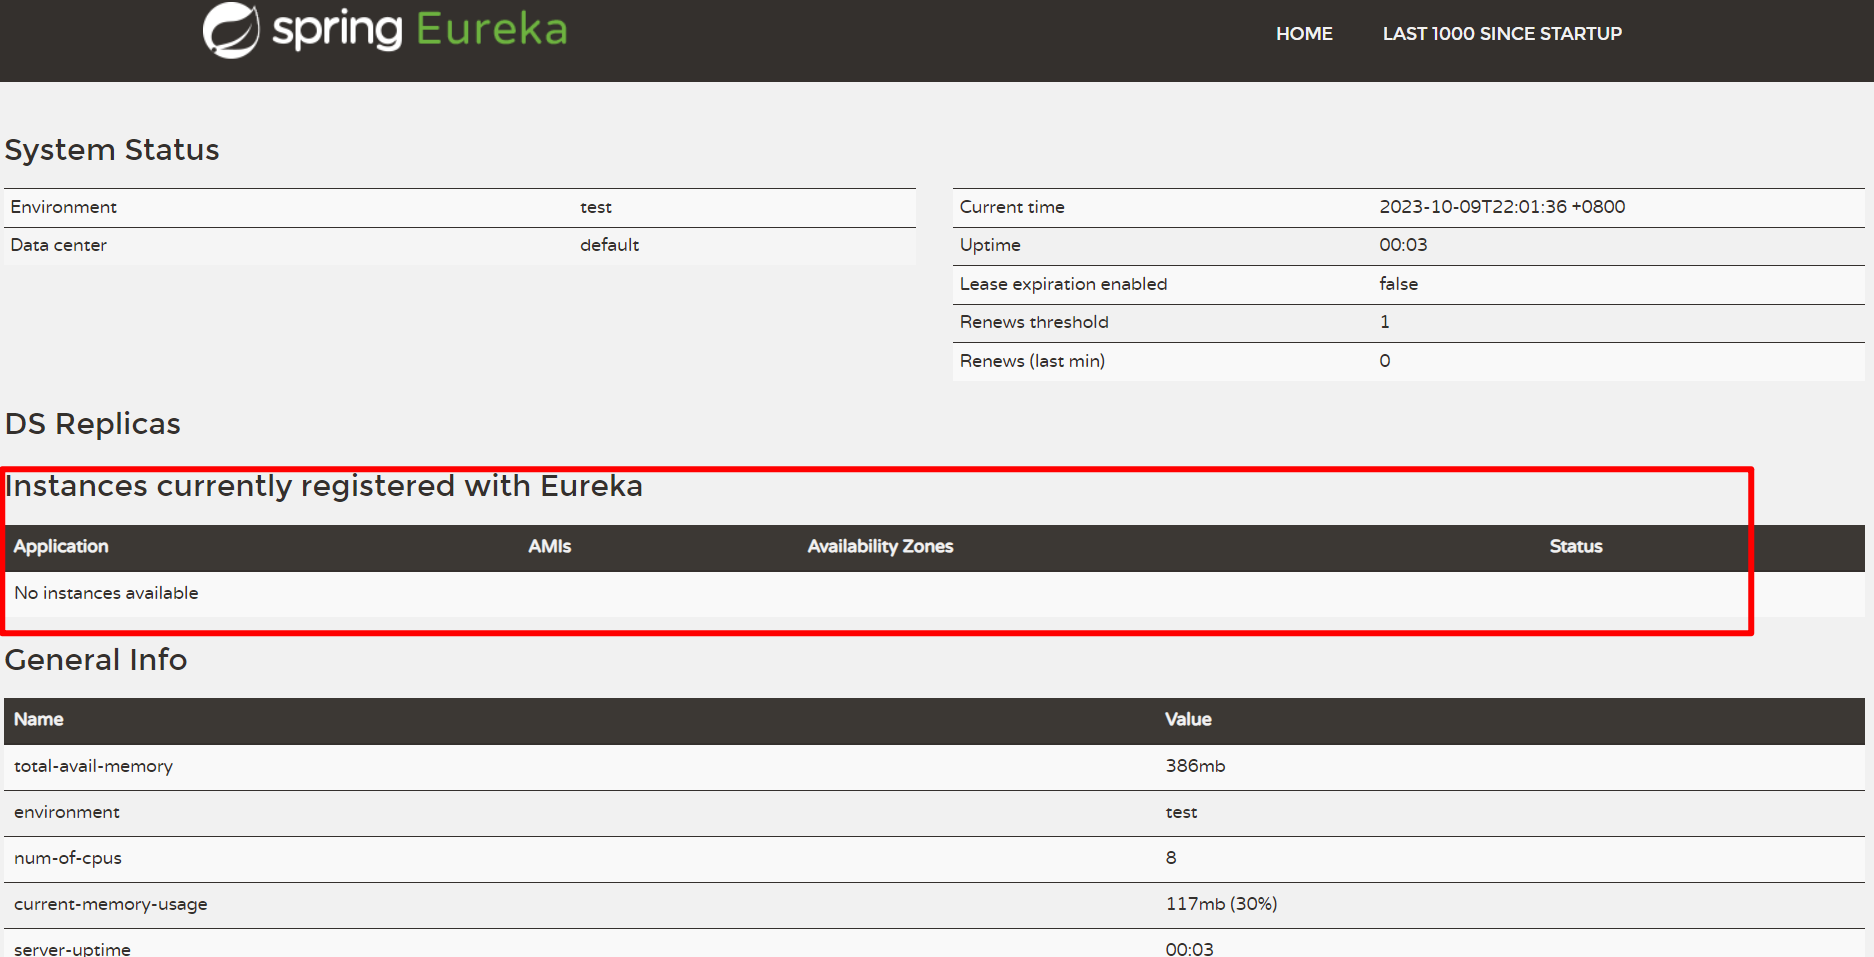 spring Eureka
HOME LAST 1000 SINCE STARTUP
System Status
Environment test
Data center default
Current time 2023-10-09T22:01:36 +0800
Uptime 00:03
Lease expiration enabled false
Renews threshold 1
Renews (last min) 0
DS Replicas
Instances currently registered with Eureka
Application AMIs Availability Zones Status
No instances available
General Info
Name Value
total-avail-memory 386mb
environment test
num-of-cpus 8
current-memory-usage 117mb (30%)
server-uptime 00:03